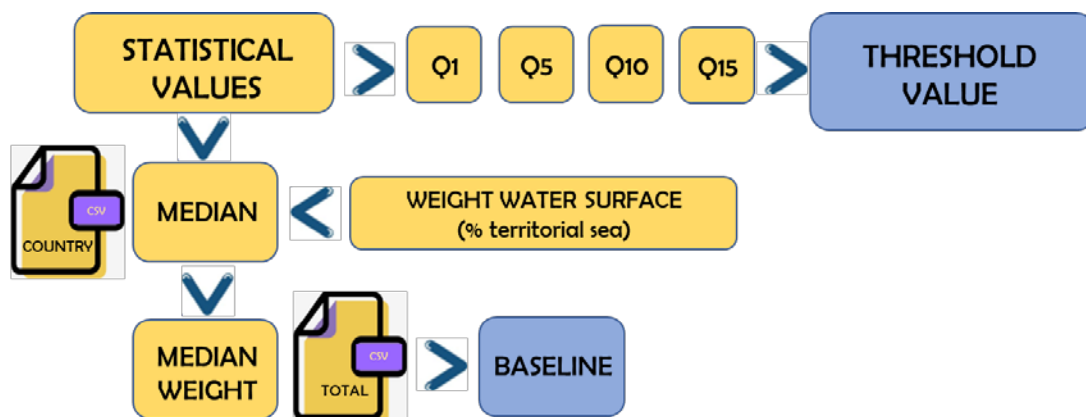 STATISTICAL
VALUES
Q1
Q5
Q10
Q15
THRESHOLD
VALUE
CSV
COUNTRY
MEDIAN
WEIGHT WATER SURFACE
(% territorial sea)
MEDIAN
WEIGHT
CSV
TOTAL
BASELINE